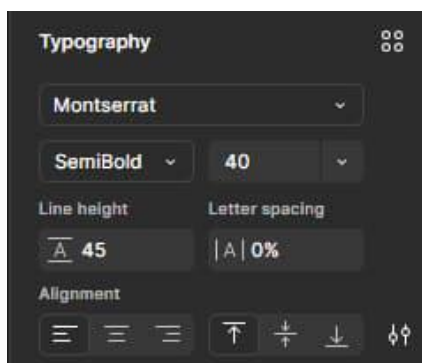 Typography
Montserrat
SemiBold 40
Line height Letter spacing
A 45 |A| 0%
Alignment